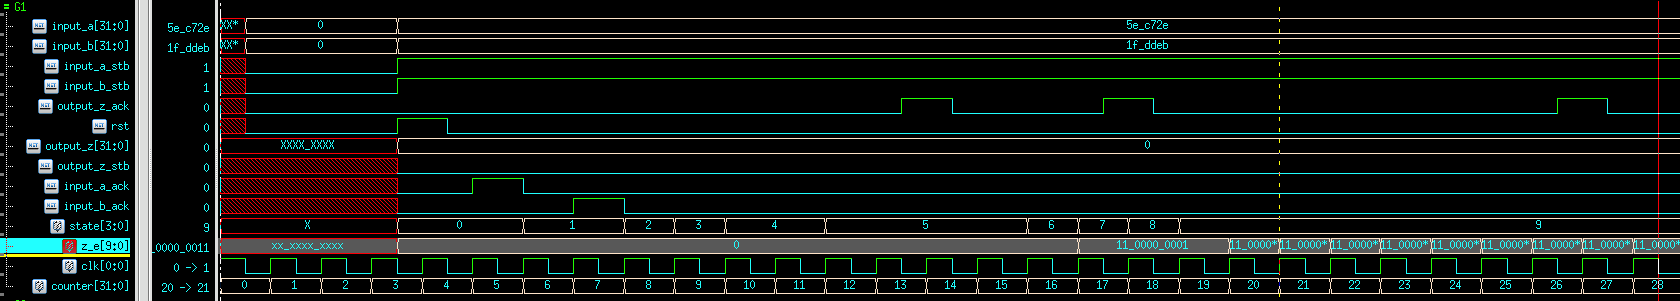 G1
input_a[31:0] 5e_c72e XX* 0 5e_c72e
input_b[31:0] 1f_ddeb XX* 0 1f_ddeb
input_a_stb 1
input_b_stb 1
output_z_ack 0
rst 0
output_z[31:0] 0 XXXX_XXXX 0
output_z_stb 0
input_a_ack 0
input_b_ack 0
state[3:0] 9 X 0 1 2 3 4 5 6 7 8 9
z_e[9:0] _0000_0011 XX_XXXX_XXXX 0 11_0000_0001 11_0000* 11_0000* 11_0000* 11_0000* 11_0000* 11_0000* 11_0000* 11_0000* 11_0000*
clk[0:0] 0 -> 1
counter[31:0] 20 -> 21 0 1 2 3 4 5 6 7 8 9 10 11 12 13 14 15 16 17 18 19 20 21 22 23 24 25 26 27 28